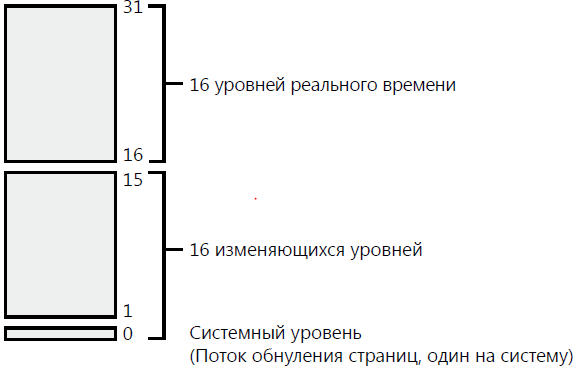 31
16 уровней реального времени
16
15
16 изменяющихся уровней
1
0
Системный уровень
(Поток обнуления страниц, один на систему)